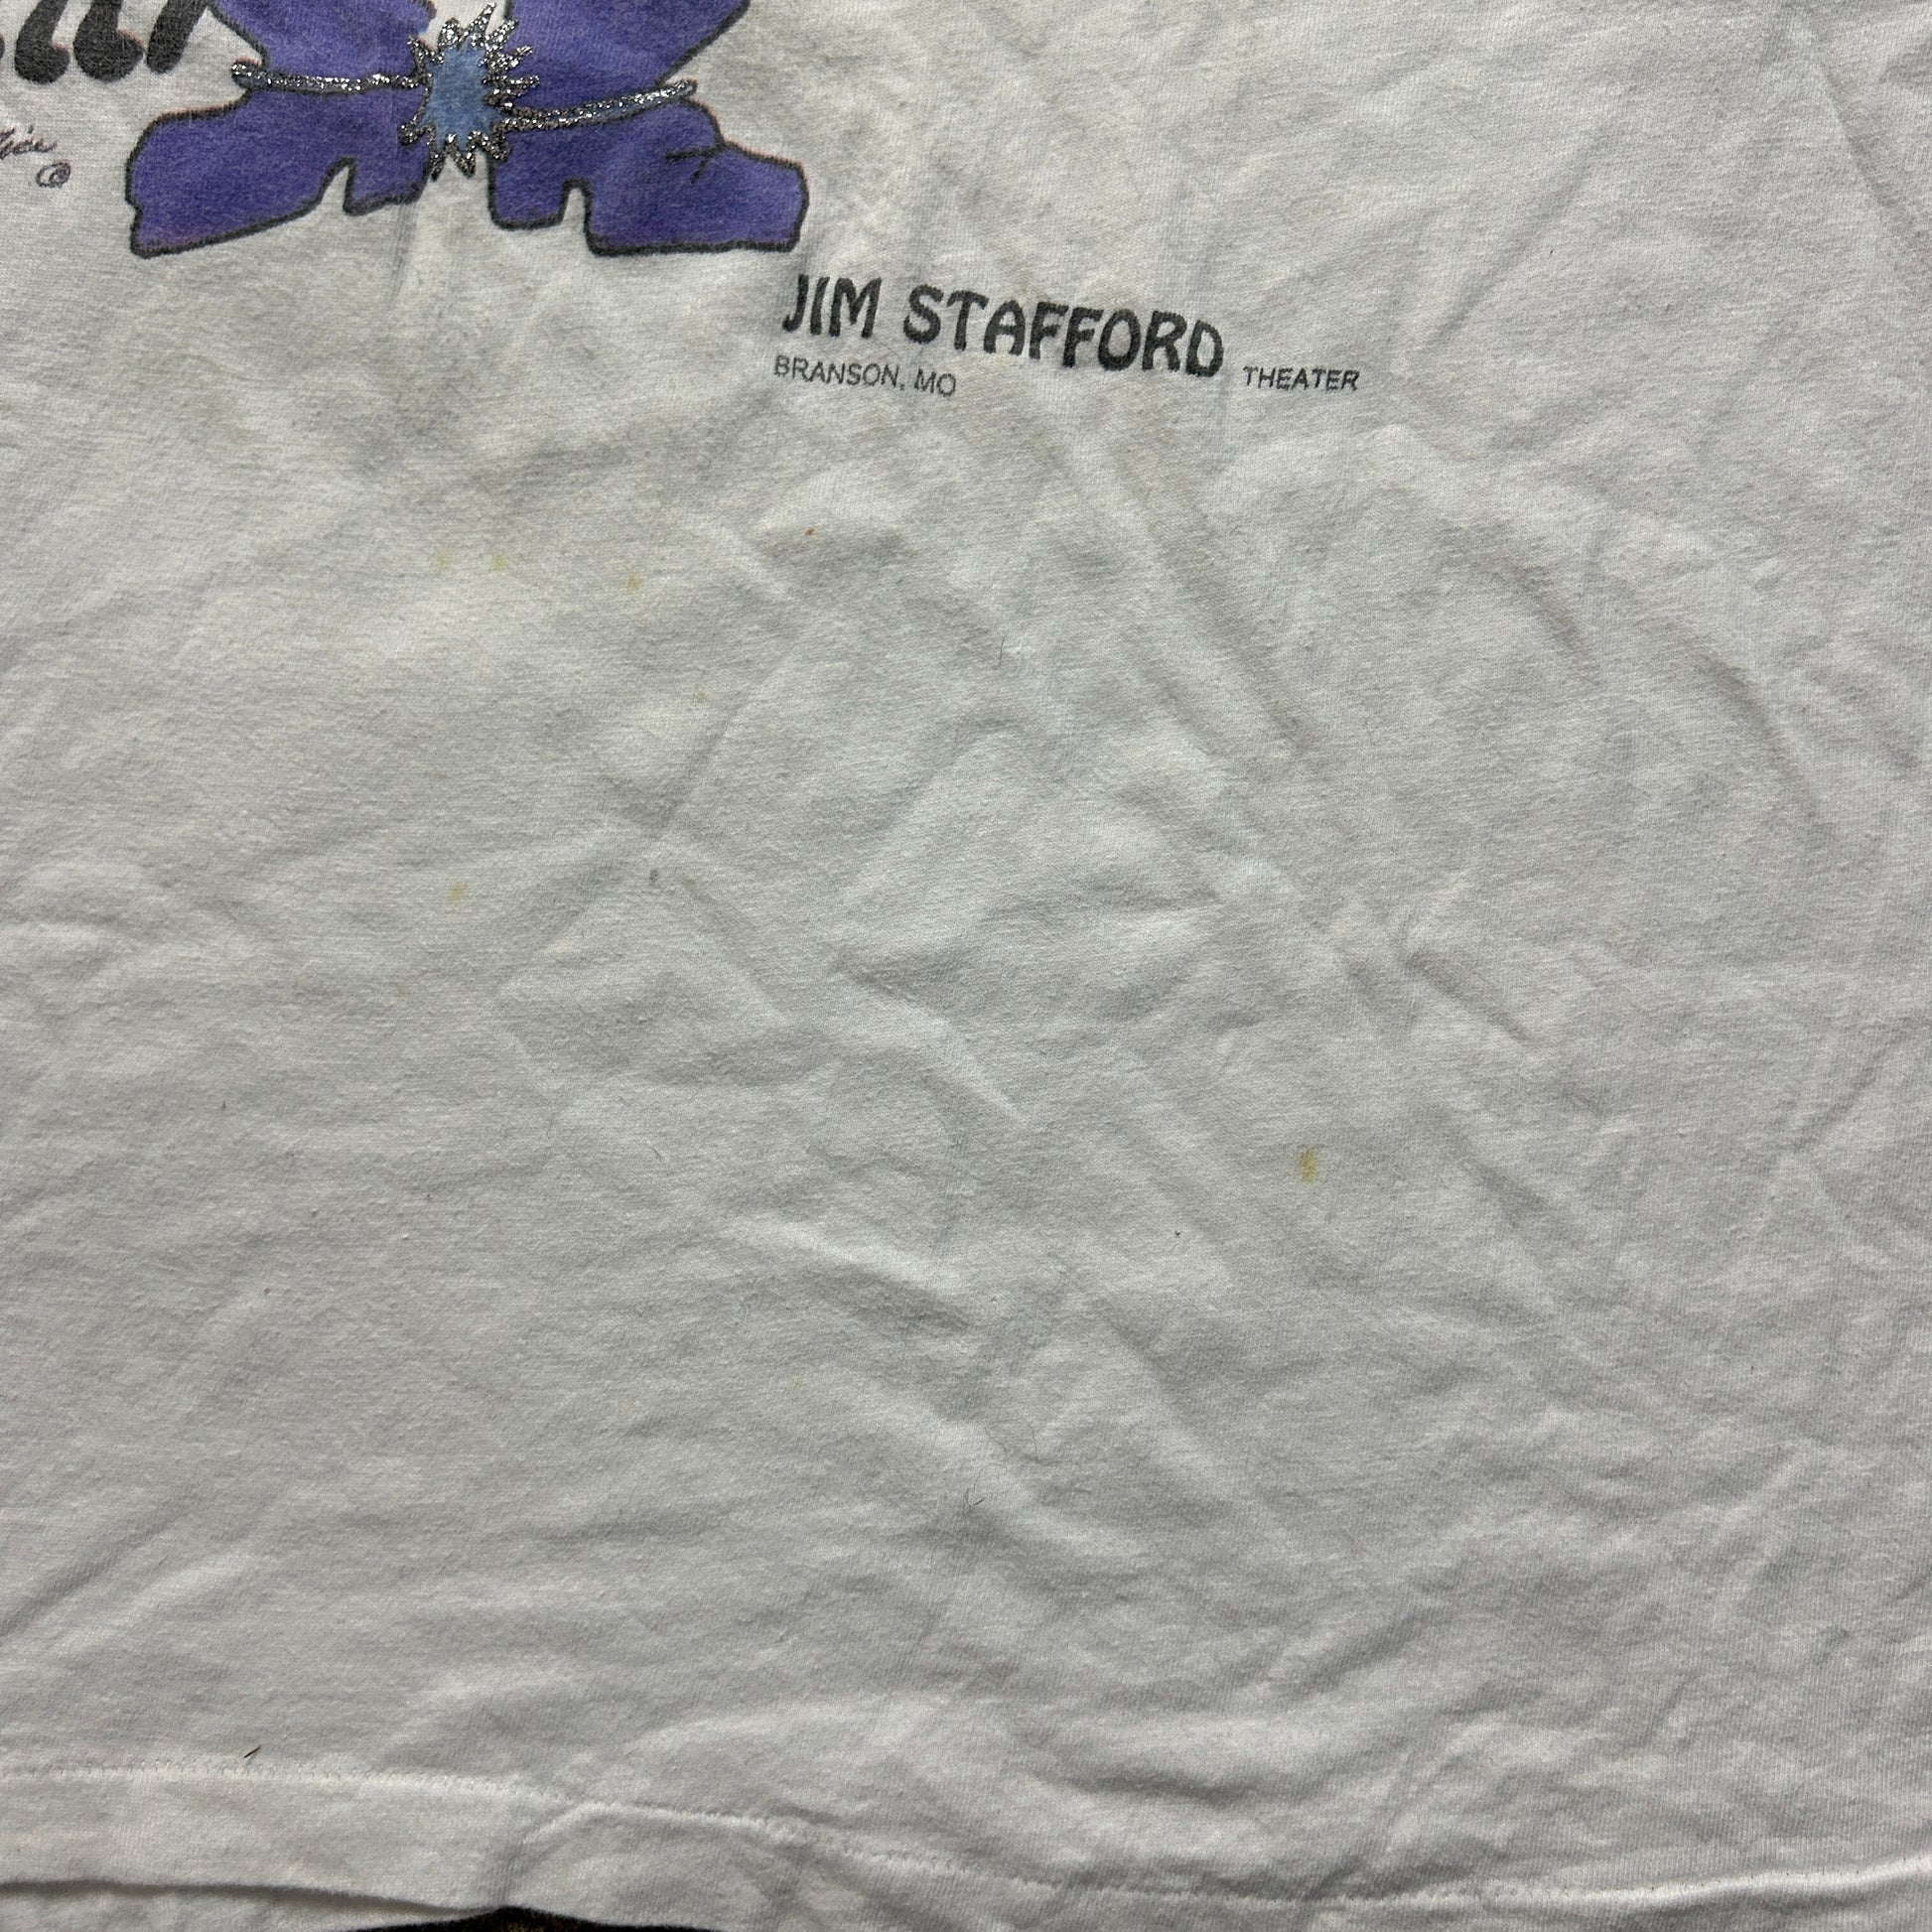 JIM STAFFORD THEATER
BRANSON, MO
©